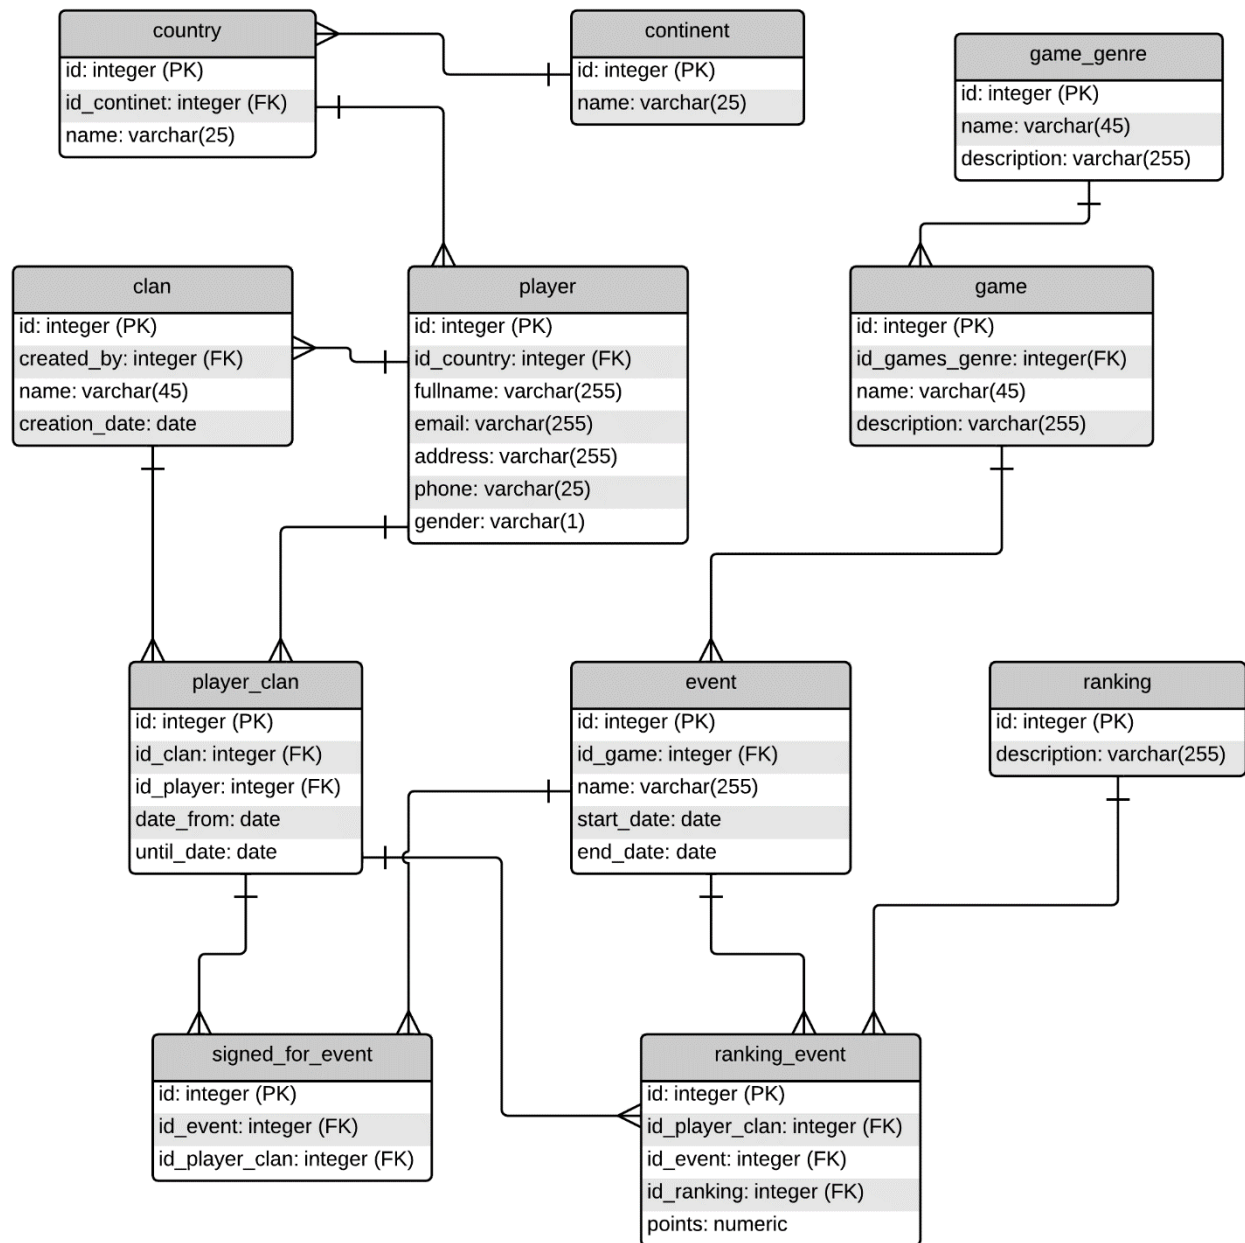 country
id: integer (PK)
id_continet: integer (FK)
name: varchar(25)
continent
id: integer (PK)
name: varchar(25)
game_genre
id: integer (PK)
name: varchar(45)
description: varchar(255)
clan
id: integer (PK)
created_by: integer (FK)
name: varchar(45)
creation_date: date
player
id: integer (PK)
id_country: integer (FK)
fullname: varchar(255)
email: varchar(255)
address: varchar(255)
phone: varchar(25)
gender: varchar(1)
game
id: integer (PK)
id_games_genre: integer(FK)
name: varchar(45)
description: varchar(255)
player_clan
id: integer (PK)
id_clan: integer (FK)
id_player: integer (FK)
date_from: date
until_date: date
event
id: integer (PK)
id_game: integer (FK)
name: varchar(255)
start_date: date
end_date: date
ranking
id: integer (PK)
description: varchar(255)
signed_for_event
id: integer (PK)
id_event: integer (FK)
id_player_clan: integer (FK)
ranking_event
id: integer (PK)
id_player_clan: integer (FK)
id_event: integer (FK)
id_ranking: integer (FK)
points: numeric